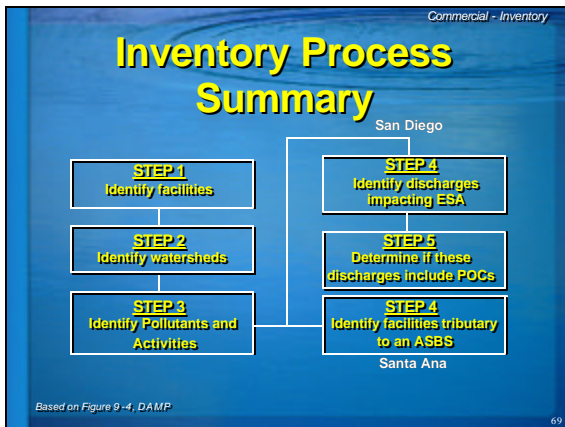 Commercial - Inventory
Inventory Process
Summary
San Diego
STEP 1
Identify facilities
STEP 2
Identify watersheds
STEP 3
Identify Pollutants and
Activities
STEP 4
Identify discharges
impacting ESA
STEP 5
Determine if these
discharges include POCs
STEP 4
Identify facilities tributary
to an ASBS
Santa Ana
Based on Figure 9-4, DAMP
69